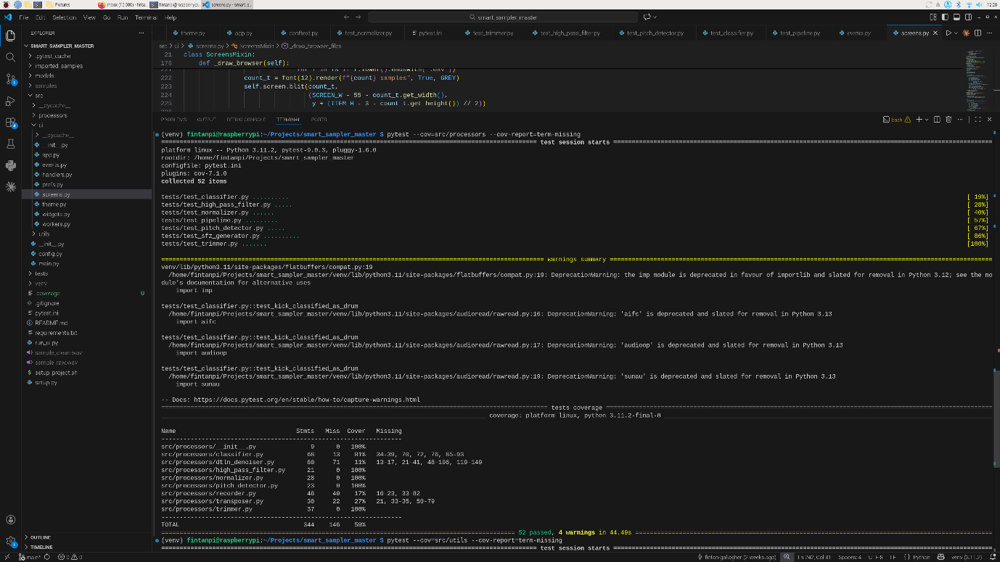 Inbox (10,006) - finta...
fintanpi@raspberrypi...
Pictures
screens.py - smart_s...
12:28
File Edit Selection View Go Run Terminal Help
smart_sampler_master
EXPLORER
theme.py app.py conftest.py test_normalizer.py pytest.ini test_trimmer.py test_high_pass_filter.py test_pitch_detector.py test_classifier.py test_pipeline.py events.py screens.py
SMART_SAMPLER_MASTER
.pytest_cache
imported_samples
models
samples
src
__pycache__
processors
ui
__pycache__
__init__.py
app.py
events.py
handlers.py
prefs.py
screens.py
theme.py
widgets.py
workers.py
utils
__init__.py
config.py
main.py
tests
venv
.coverage U
.gitignore
pytest.ini
README.md
requirements.txt
run_ui.py
sample_clean.wav
sample_raw.wav
setup_project.sh
setup.py
OUTLINE
TIMELINE
src > ui > screens.py > ScreensMixin > _draw_browser_files
21 class ScreensMixin:
176 def _draw_browser(self):
221 for f in fs if f.lower().endswith(".wav")
222 count_t = font(12).render(f"{count} samples", True, GREY)
223 self.screen.blit(count_t,
224 (SCREEN_W - 55 - count_t.get_width(),
225 y + (ITEM_H - 3 - count_t.get_height()) // 2))
PROBLEMS OUTPUT DEBUG CONSOLE TERMINAL PORTS
bash
(venv) fintanpi@raspberrypi:~/Projects/smart_sampler_master $ pytest --cov=src/processors --cov-report=term-missing
test session starts
platform linux -- Python 3.11.2, pytest-9.0.3, pluggy-1.6.0
rootdir: /home/fintanpi/Projects/smart_sampler_master
configfile: pytest.ini
plugins: cov-7.1.0
collected 52 items
tests/test_classifier.py .......... [ 19%]
tests/test_high_pass_filter.py ..... [ 28%]
tests/test_normalizer.py ...... [ 40%]
tests/test_pipeline.py ......... [ 57%]
tests/test_pitch_detector.py ..... [ 67%]
tests/test_sfz_generator.py .......... [ 86%]
tests/test_trimmer.py ....... [100%]
warnings summary
venv/lib/python3.11/site-packages/flatbuffers/compat.py:19
/home/fintanpi/Projects/smart_sampler_master/venv/lib/python3.11/site-packages/flatbuffers/compat.py:19: DeprecationWarning: the imp module is deprecated in favour of importlib and slated for removal in Python 3.12; see the mo
dule's documentation for alternative uses
import imp
tests/test_classifier.py::test_kick_classified_as_drum
/home/fintanpi/Projects/smart_sampler_master/venv/lib/python3.11/site-packages/audioread/rawread.py:16: DeprecationWarning: 'aifc' is deprecated and slated for removal in Python 3.13
import aifc
tests/test_classifier.py::test_kick_classified_as_drum
/home/fintanpi/Projects/smart_sampler_master/venv/lib/python3.11/site-packages/audioread/rawread.py:17: DeprecationWarning: 'audioop' is deprecated and slated for removal in Python 3.13
import audioop
tests/test_classifier.py::test_kick_classified_as_drum
/home/fintanpi/Projects/smart_sampler_master/venv/lib/python3.11/site-packages/audioread/rawread.py:19: DeprecationWarning: 'sunau' is deprecated and slated for removal in Python 3.13
import sunau
-- Docs: https://docs.pytest.org/en/stable/how-to/capture-warnings.html
tests coverage
coverage: platform linux, python 3.11.2-final-0
Name Stmts Miss Cover Missing
src/processors/__init__.py 9 0 100%
src/processors/classifier.py 68 13 81% 34-39, 70, 72, 76, 85-93
src/processors/dtln_denoiser.py 80 71 11% 13-17, 21-41, 48-106, 119-149
src/processors/high_pass_filter.py 21 0 100%
src/processors/normalizer.py 28 0 100%
src/processors/pitch_detector.py 23 0 100%
src/processors/recorder.py 48 40 17% 16-23, 33-82
src/processors/transposer.py 30 22 27% 21, 33-35, 50-79
src/processors/trimmer.py 37 0 100%
TOTAL 344 146 58%
52 passed, 4 warnings in 44.49s
(venv) fintanpi@raspberrypi:~/Projects/smart_sampler_master $ pytest --cov=src/utils --cov-report=term-missing
test session starts
main* 0 0 fintan-gallagher (2 weeks ago) Ln 242, Col 81 Spaces: 4 UTF-8 LF Python venv (3.11.2)